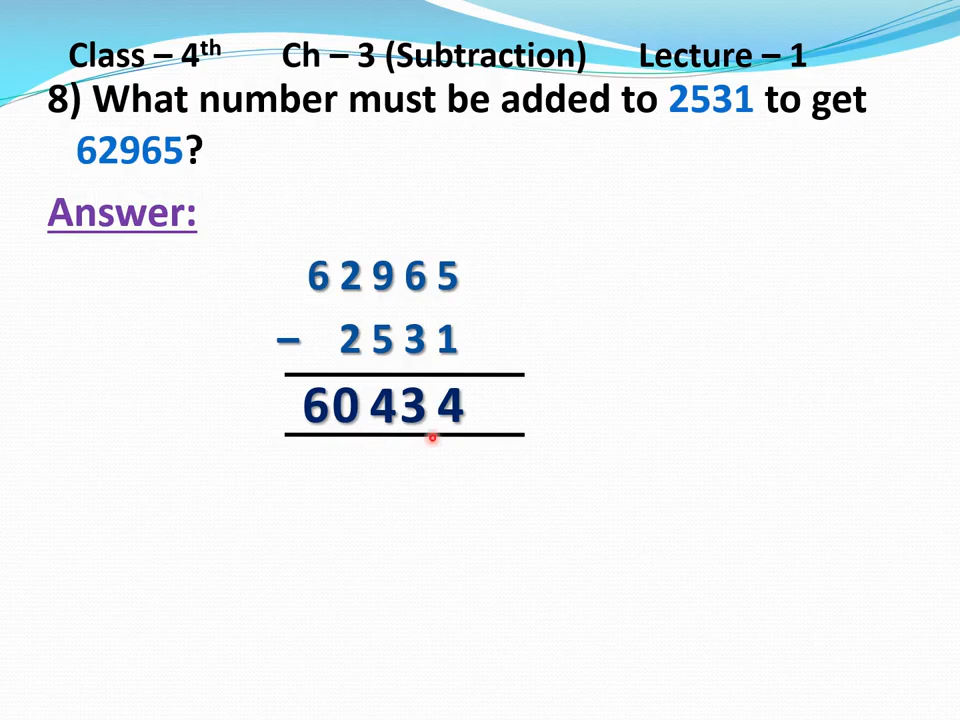 Class – 4th Ch – 3 (Subtraction) Lecture – 1
8) What number must be added to 2531 to get
62965?
Answer:
6 2 9 6 5
– 2 5 3 1
60 43 4